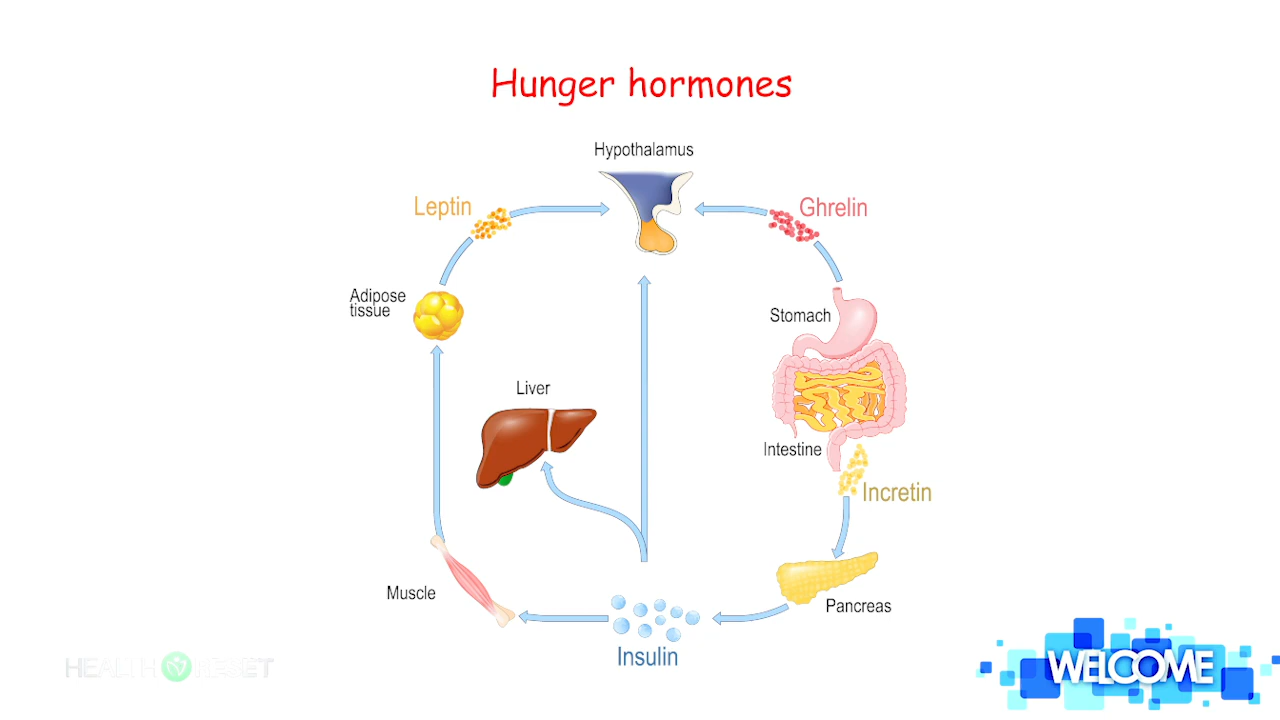 Hunger hormones
Hypothalamus
Leptin
Ghrelin
Adipose
tissue
Stomach
Liver
Intestine
Incretin
Muscle
Pancreas
Insulin
HEALTH RESET
WELCOME